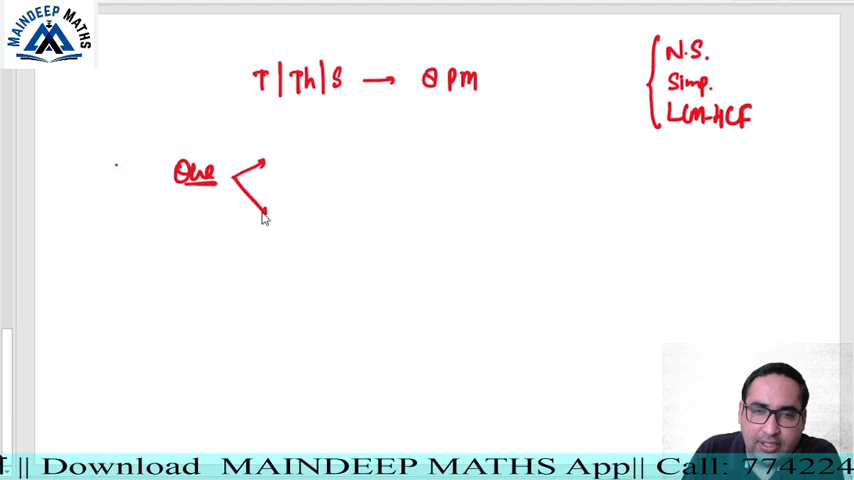 MAINDEEP MATHS
T | Th | S → 8 PM
N.S.
Simp.
LCM-HCF
Que
|| Download MAINDEEP MATHS App|| Call: 774224